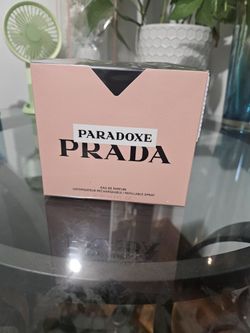 PARADOXE
PRADA
EAU DE PARFUM
VAPORISATEUR RECHARGEABLE / REFILLABLE SPRAY